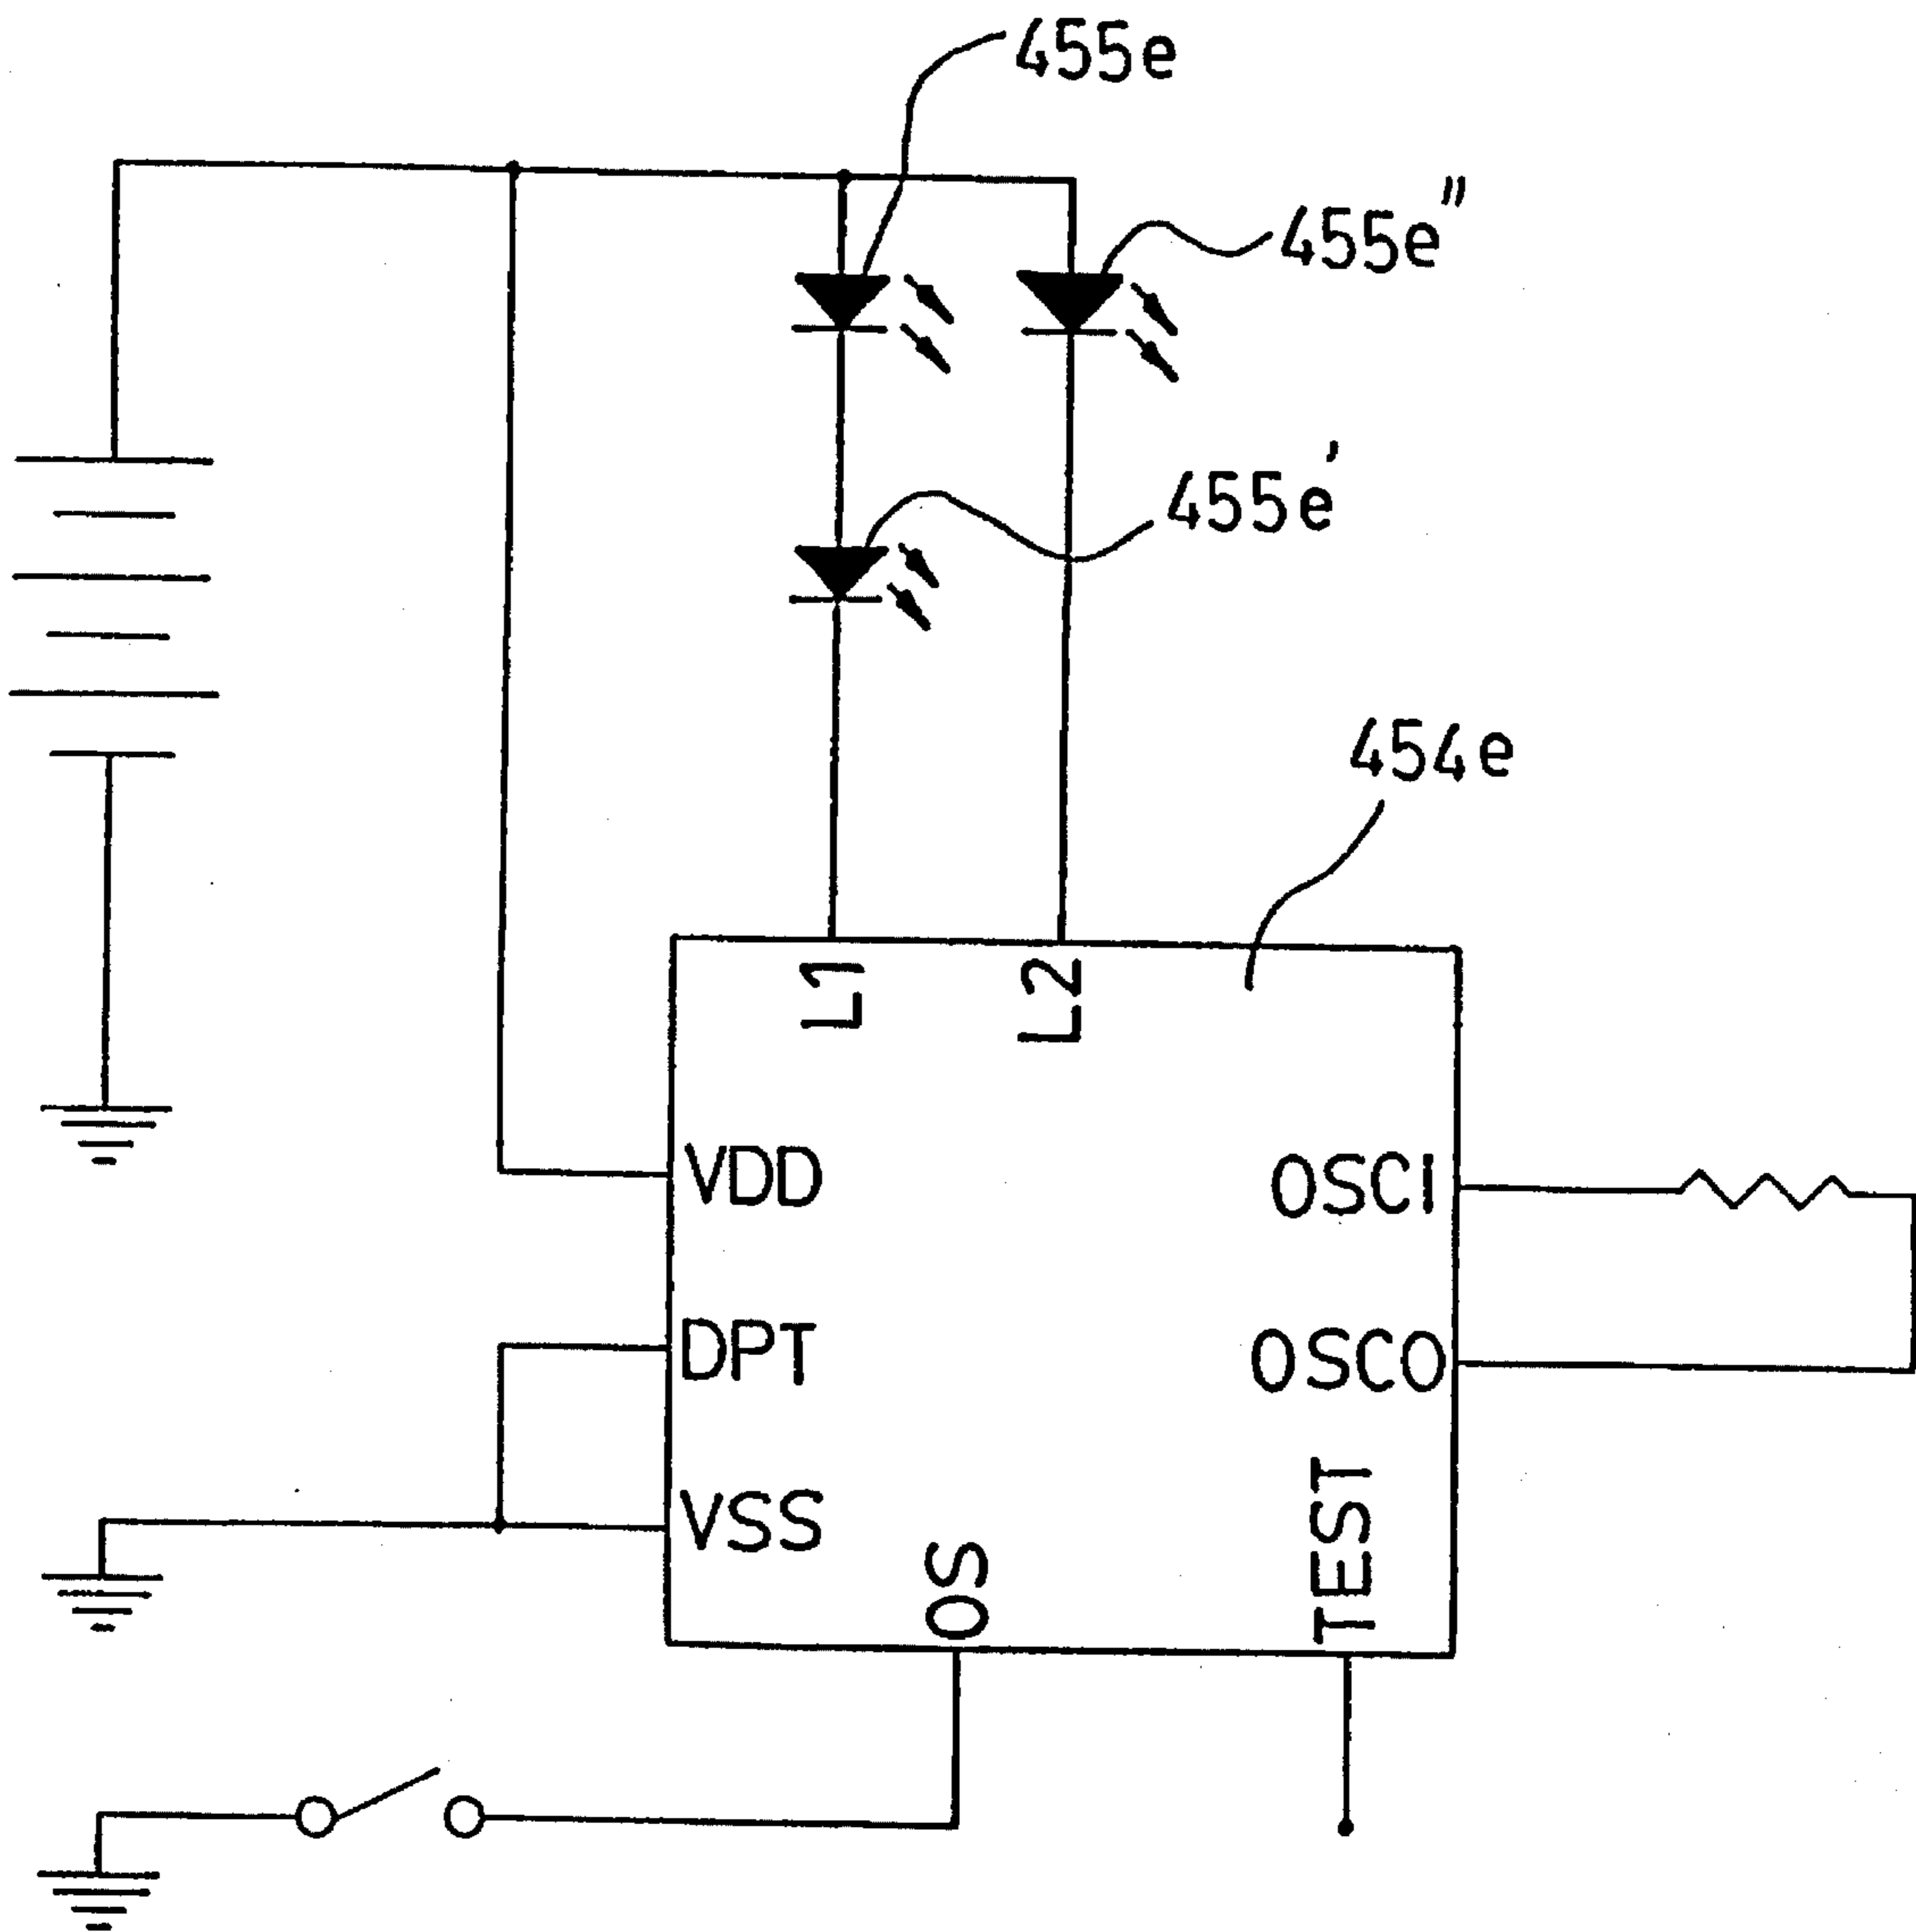 455e
455e"
455e'
454e
L1
L2
VDD
OSCi
DPT
OSCO
VSS
OS
TEST